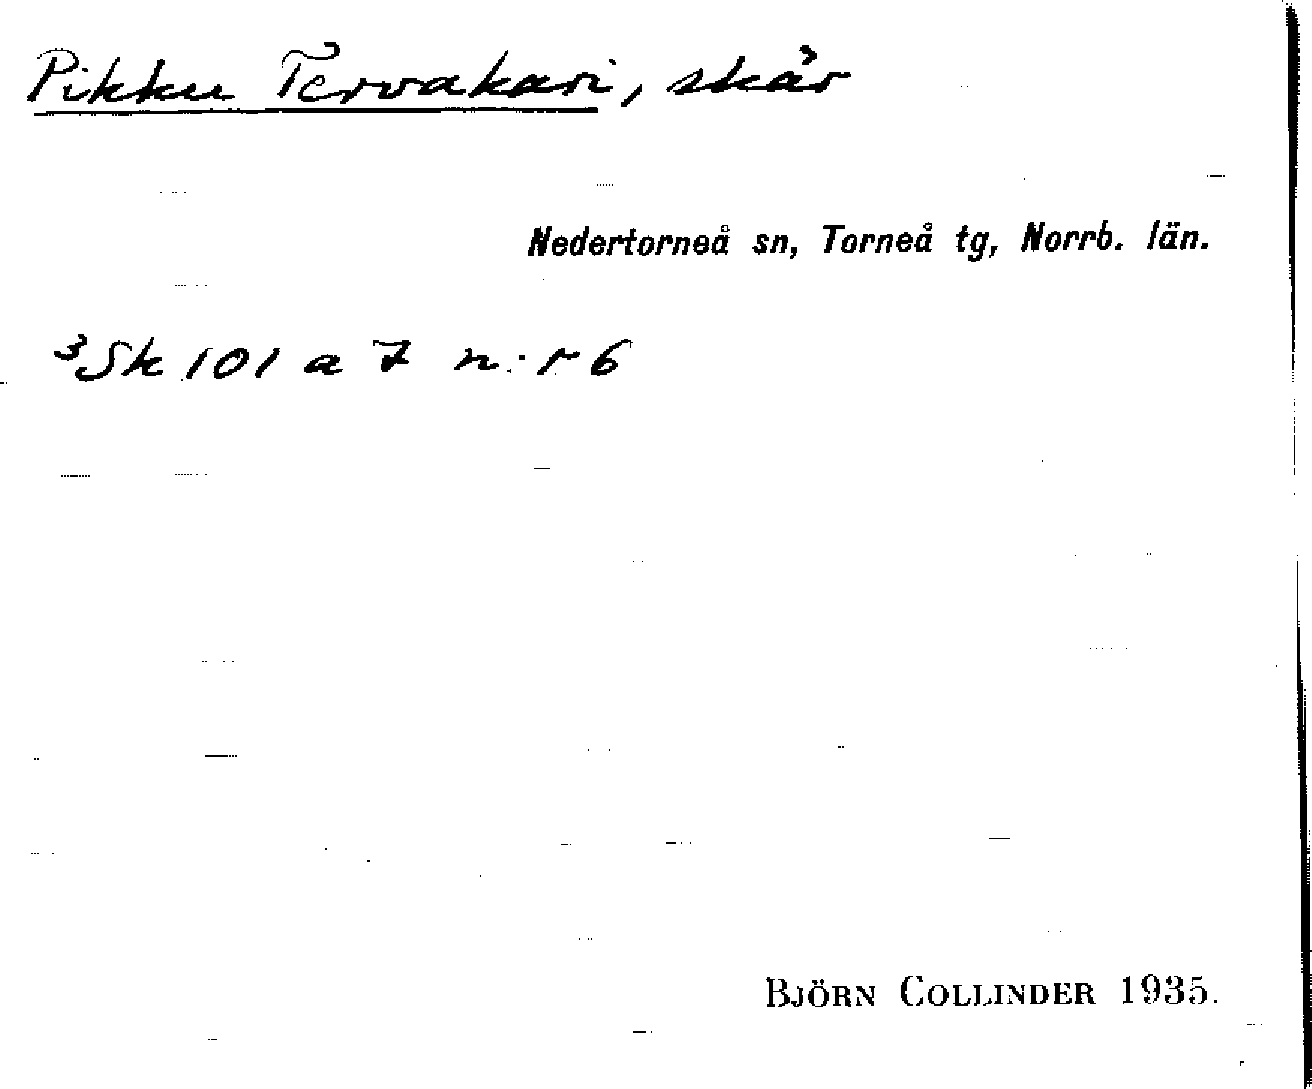 Pikku Tervakari, skär
Nedertorneå sn, Torneå tg, Norrb. län.
³Sk 101 a 7 n:r 6
BJÖRN COLLINDER 1935.